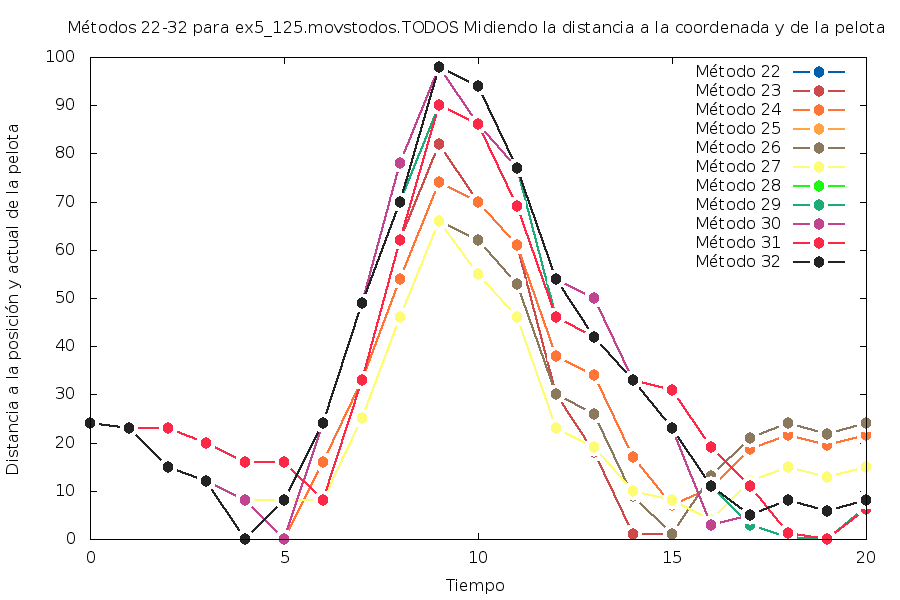 Métodos 22-32 para ex5_125.movstodos.TODOS Midiendo la distancia a la coordenada y de la pelota
Distancia a la posición y actual de la pelota
100
90
80
70
60
50
40
30
20
10
0
Método 22
Método 23
Método 24
Método 25
Método 26
Método 27
Método 28
Método 29
Método 30
Método 31
Método 32
0 5 10 15 20
Tiempo